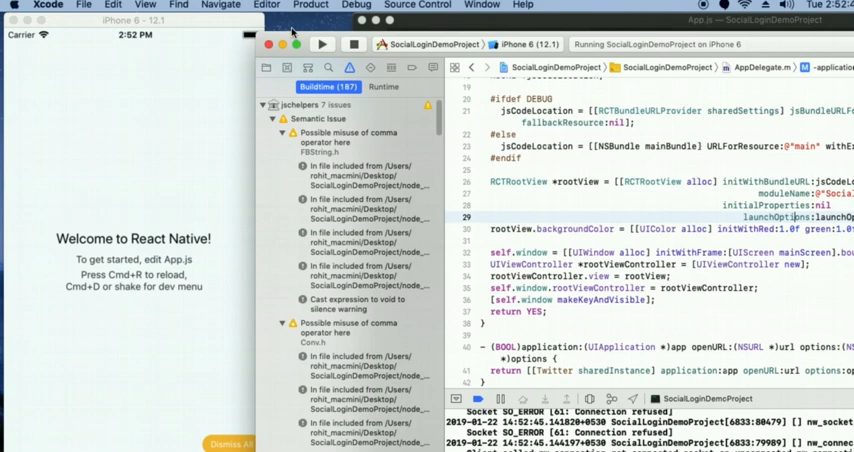 Xcode File Edit View Find Navigate Editor Product Debug Source Control Window Help Tue 2:52:4
iPhone 6 - 12.1
App.js — SocialLoginDemoProject
Carrier 2:52 PM
SocialLoginDemoProject iPhone 6 (12.1) Running SocialLoginDemoProject on iPhone 6
SocialLoginDemoProject SocialLoginDemoProject AppDelegate.m -applica
Buildtime (187) Runtime
jschelpers 7 issues
Semantic Issue
Possible misuse of comma
operator here
FBString.h
In file included from /Users/
rohit_macmini/Desktop/
SocialLoginDemoProject/node_...
In file included from /Users/
rohit_macmini/Desktop/
SocialLoginDemoProject/node_...
In file included from /Users/
rohit_macmini/Desktop/
SocialLoginDemoProject/node_...
In file included from /Users/
rohit_macmini/Desktop/
SocialLoginDemoProject/node_...
Cast expression to void to
silence warning
Possible misuse of comma
operator here
Conv.h
In file included from /Users/
rohit_macmini/Desktop/
SocialLoginDemoProject/node_...
In file included from /Users/
rohit_macmini/Desktop/
SocialLoginDemoProject/node_...
In file included from /Users/
rohit_macmini/Desktop/
Welcome to React Native!
To get started, edit App.js
Press Cmd+R to reload,
Cmd+D or shake for dev menu
Dismiss All
19
20 #ifdef DEBUG
21 jsCodeLocation = [[RCTBundleURLProvider sharedSettings] jsBundleURLF
fallbackResource:nil];
22 #else
23 jsCodeLocation = [[NSBundle mainBundle] URLForResource:@"main" withEx
24 #endif
25
26 RCTRootView *rootView = [[RCTRootView alloc] initWithBundleURL:jsCodeLo
27 moduleName:@"Social
28 initialProperties:nil
29 launchOptions:launchOp
30 rootView.backgroundColor = [[UIColor alloc] initWithRed:1.0f green:1.0
32 self.window = [[UIWindow alloc] initWithFrame:[UIScreen mainScreen].bou
33 UIViewController *rootViewController = [UIViewController new];
34 rootViewController.view = rootView;
35 self.window.rootViewController = rootViewController;
36 [self.window makeKeyAndVisible];
37 return YES;
38 }
40 - (BOOL)application:(UIApplication *)app openURL:(NSURL *)url options:(NS
*)options {
41 return [[Twitter sharedInstance] application:app openURL:url options:op
42 }
SocialLoginDemoProject
Socket SO_ERROR [61: Connection refused]
2019-01-22 14:52:45.141820+0530 SocialLoginDemoProject[6833:80479] [] nw_socket
Socket SO_ERROR [61: Connection refused]
2019-01-22 14:52:45.144197+0530 SocialLoginDemoProject[6833:79989] [] nw_connec